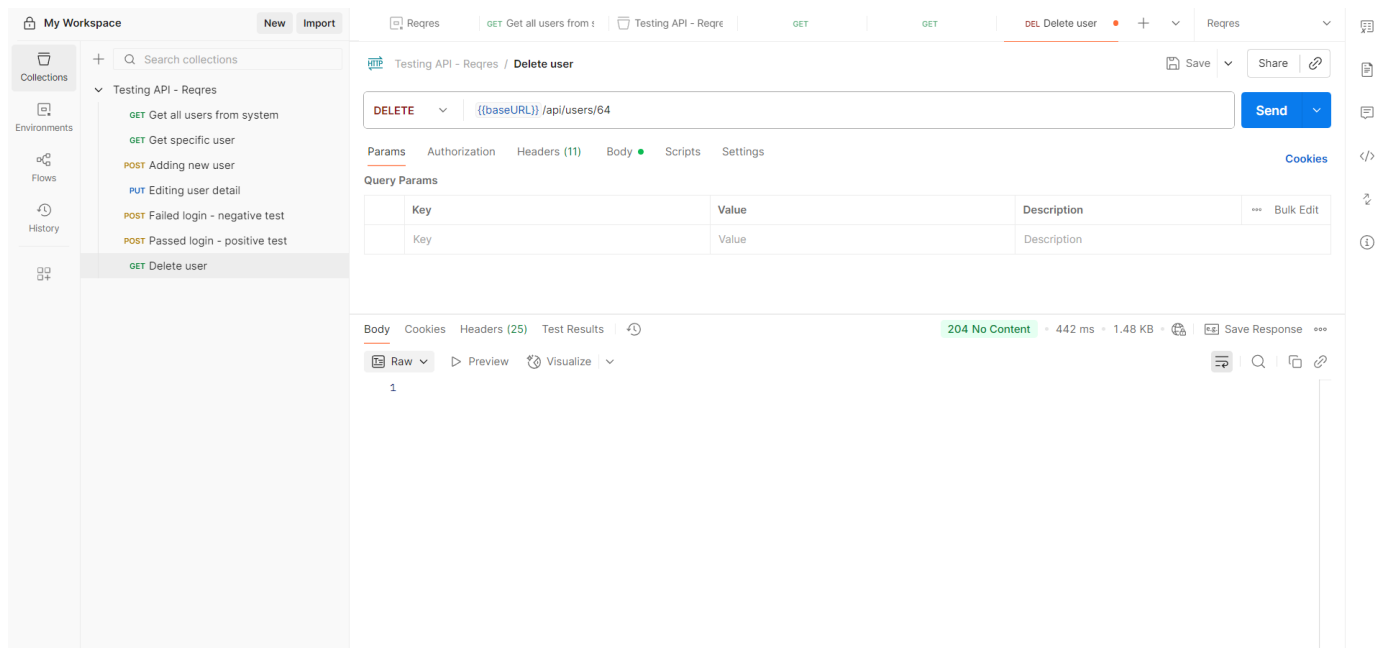 My Workspace
New
Import
Reqres
GET Get all users from s
Testing API - Reqre
GET
GET
DEL Delete user
Reqres
Collections
Environments
Flows
History
Search collections
Testing API - Reqres
GET Get all users from system
GET Get specific user
POST Adding new user
PUT Editing user detail
POST Failed login - negative test
POST Passed login - positive test
GET Delete user
HTTP Testing API - Reqres / Delete user
Save
Share
DELETE
{{baseURL}} /api/users/64
Send
Params Authorization Headers (11) Body Scripts Settings
Cookies
Query Params
Key Value Description Bulk Edit
Key Value Description
Body Cookies Headers (25) Test Results
204 No Content 442 ms 1.48 KB
e.g. Save Response
Raw Preview Visualize
1